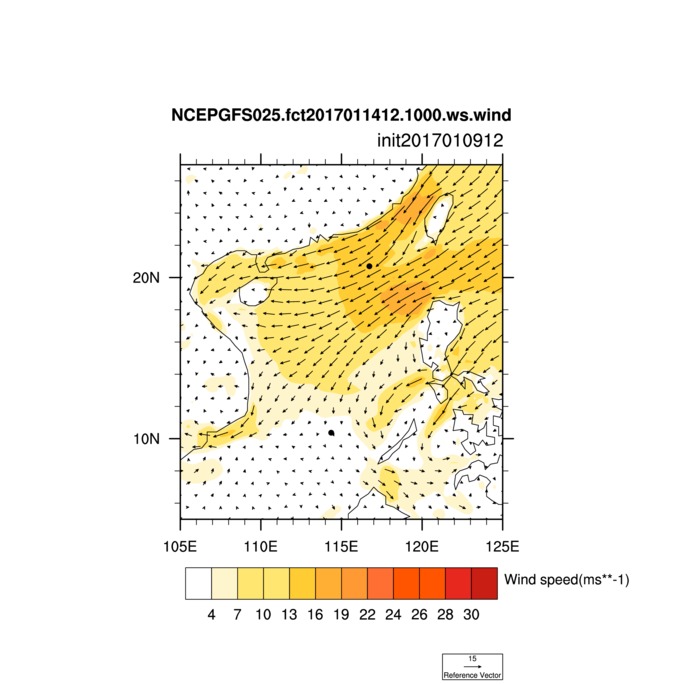 NCEPGFS025.fct2017011412.1000.ws.wind
init2017010912
20N
10N
105E 110E 115E 120E 125E
Wind speed(ms**-1)
4 7 10 13 16 19 22 24 26 28 30
15
Reference Vector